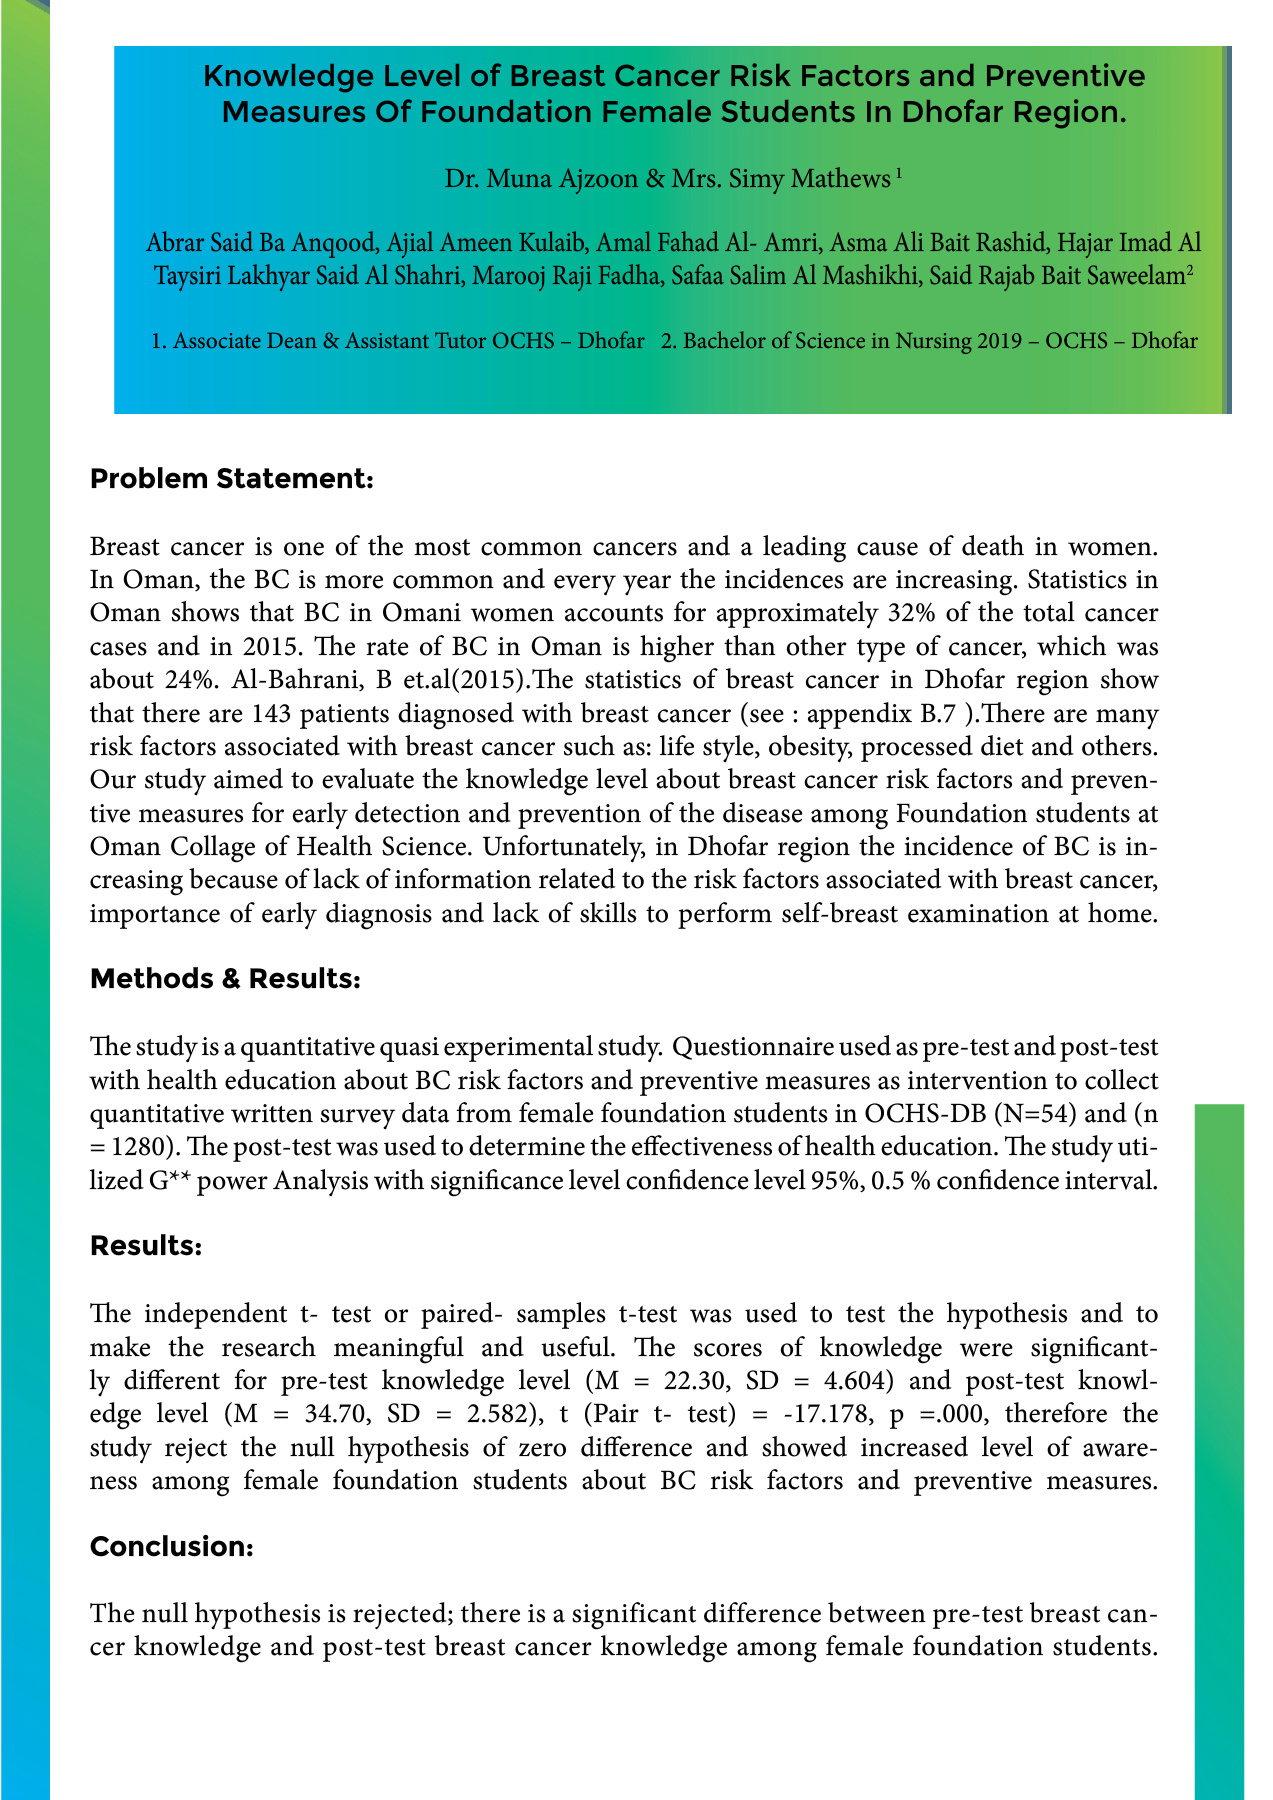 Knowledge Level of Breast Cancer Risk Factors and Preventive
Measures Of Foundation Female Students In Dhofar Region.
Dr. Muna Ajzoon & Mrs. Simy Mathews ¹
Abrar Said Ba Anqood, Ajial Ameen Kulaib, Amal Fahad Al- Amri, Asma Ali Bait Rashid, Hajar Imad Al
Taysiri Lakhyar Said Al Shahri, Marooj Raji Fadha, Safaa Salim Al Mashikhi, Said Rajab Bait Saweelam²
1. Associate Dean & Assistant Tutor OCHS – Dhofar 2. Bachelor of Science in Nursing 2019 – OCHS – Dhofar
Problem Statement:
Breast cancer is one of the most common cancers and a leading cause of death in women.
In Oman, the BC is more common and every year the incidences are increasing. Statistics in
Oman shows that BC in Omani women accounts for approximately 32% of the total cancer
cases and in 2015. The rate of BC in Oman is higher than other type of cancer, which was
about 24%. Al-Bahrani, B et.al(2015).The statistics of breast cancer in Dhofar region show
that there are 143 patients diagnosed with breast cancer (see : appendix B.7 ).There are many
risk factors associated with breast cancer such as: life style, obesity, processed diet and others.
Our study aimed to evaluate the knowledge level about breast cancer risk factors and preven-
tive measures for early detection and prevention of the disease among Foundation students at
Oman Collage of Health Science. Unfortunately, in Dhofar region the incidence of BC is in-
creasing because of lack of information related to the risk factors associated with breast cancer,
importance of early diagnosis and lack of skills to perform self-breast examination at home.
Methods & Results:
The study is a quantitative quasi experimental study. Questionnaire used as pre-test and post-test
with health education about BC risk factors and preventive measures as intervention to collect
quantitative written survey data from female foundation students in OCHS-DB (N=54) and (n
= 1280). The post-test was used to determine the effectiveness of health education. The study uti-
lized G** power Analysis with significance level confidence level 95%, 0.5 % confidence interval.
Results:
The independent t- test or paired- samples t-test was used to test the hypothesis and to
make the research meaningful and useful. The scores of knowledge were significant-
ly different for pre-test knowledge level (M = 22.30, SD = 4.604) and post-test knowl-
edge level (M = 34.70, SD = 2.582), t (Pair t- test) = -17.178, p =.000, therefore the
study reject the null hypothesis of zero difference and showed increased level of aware-
ness among female foundation students about BC risk factors and preventive measures.
Conclusion:
The null hypothesis is rejected; there is a significant difference between pre-test breast can-
cer knowledge and post-test breast cancer knowledge among female foundation students.